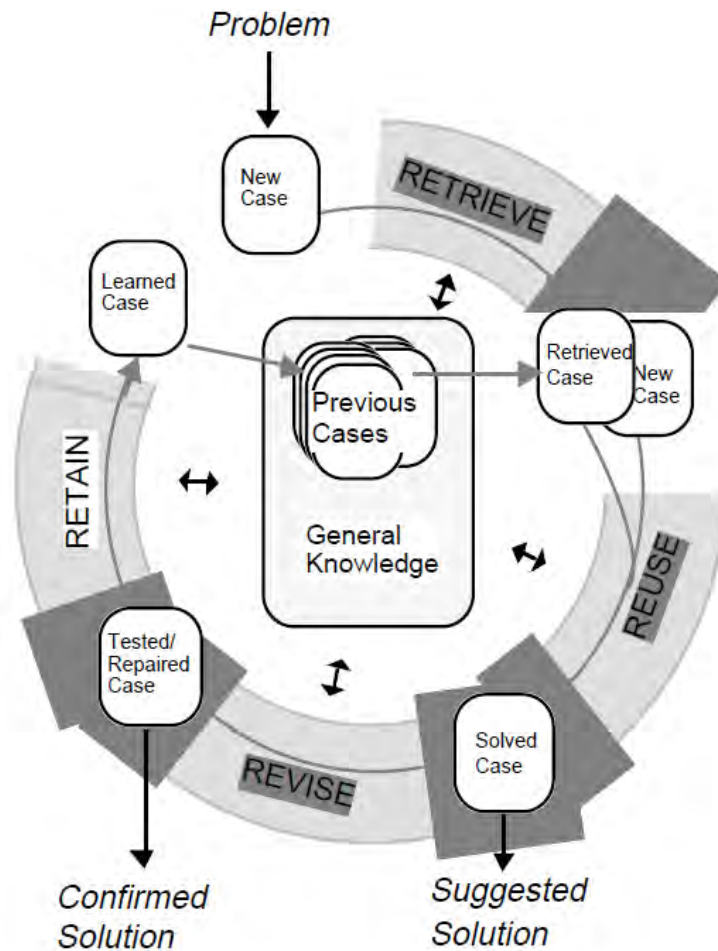 Problem
New
Case
RETRIEVE
Learned
Case
Retrieved
Case
New
Case
Previous
Cases
General
Knowledge
RETAIN
REUSE
Tested/
Repaired
Case
Solved
Case
REVISE
Confirmed
Solution
Suggested
Solution